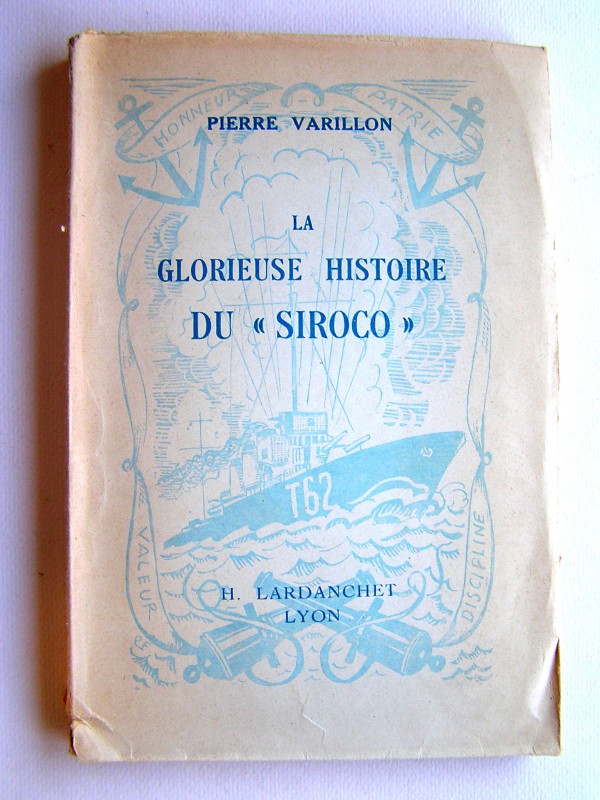 HONNEUR
PATRIE
PIERRE VARILLON
LA
GLORIEUSE HISTOIRE
DU « SIROCO »
T62
VALEUR
DISCIPLINE
H. LARDANCHET
LYON